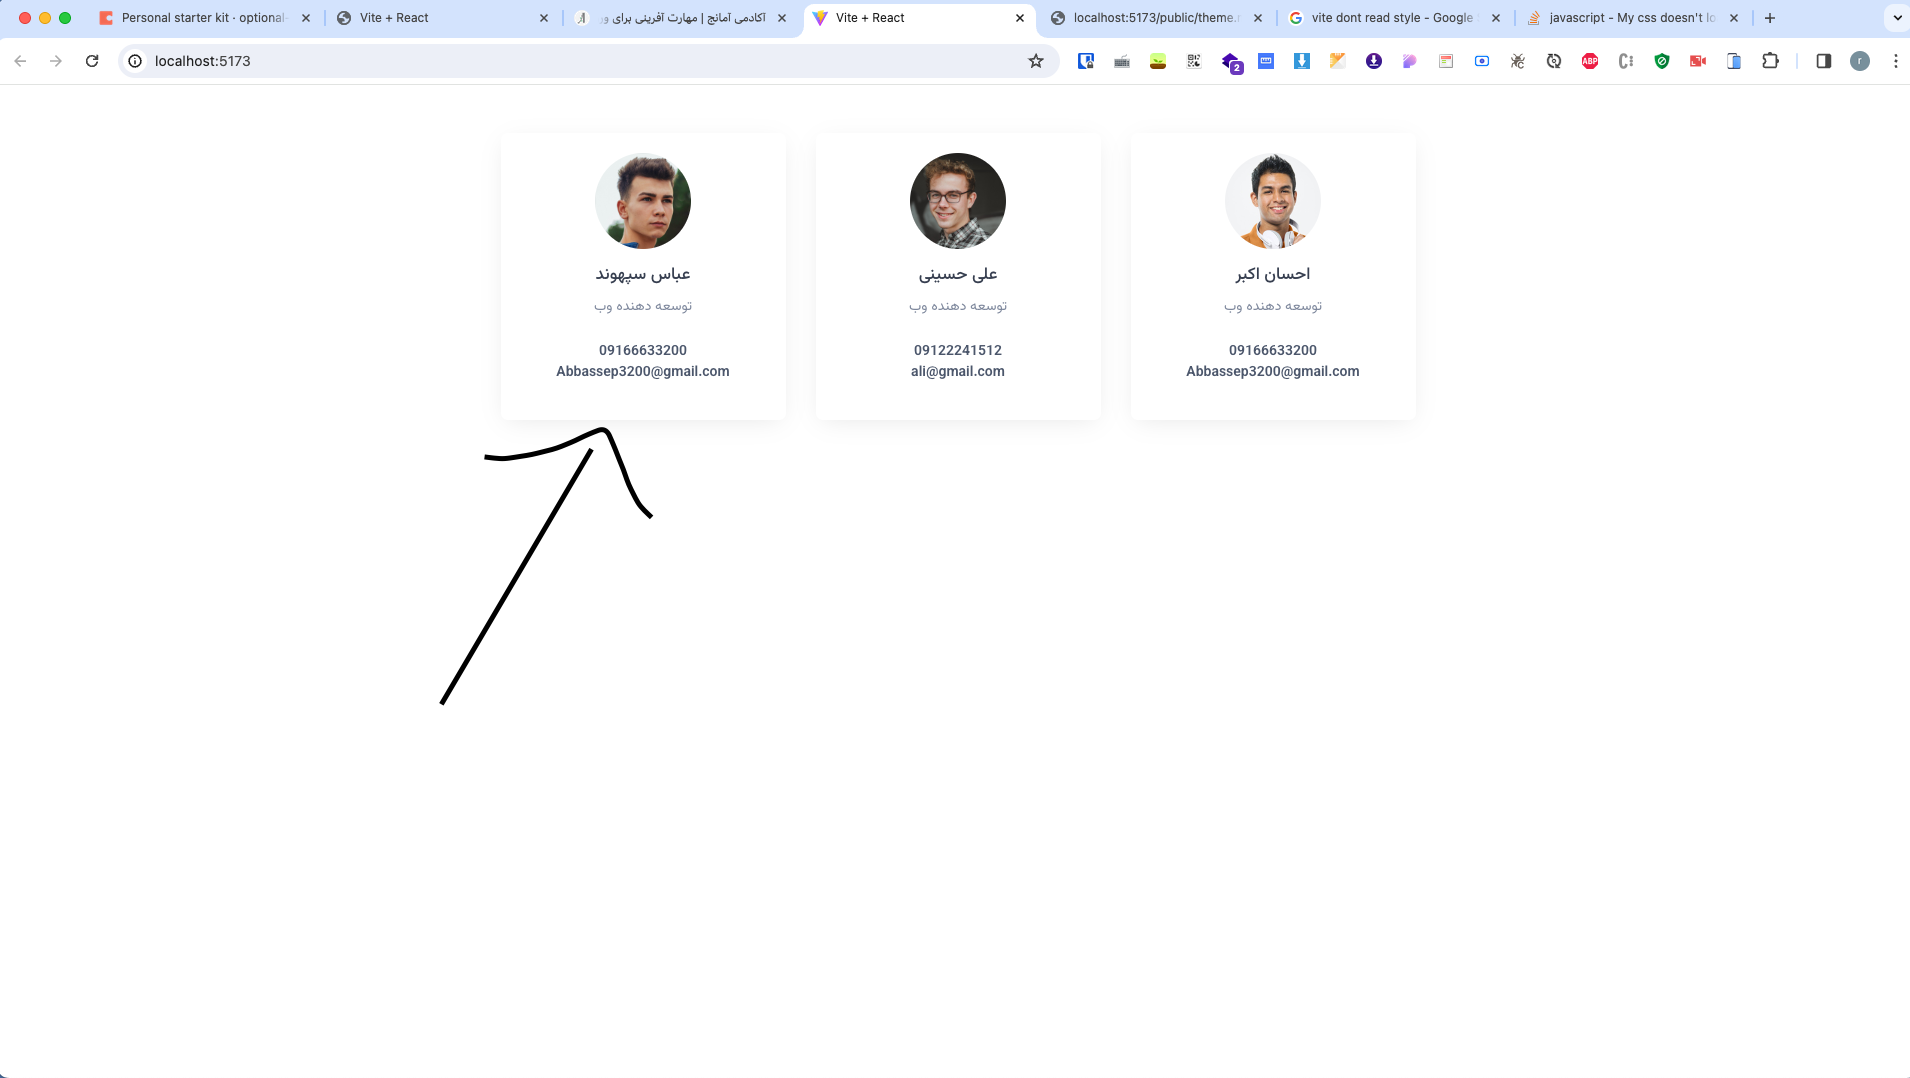 Personal starter kit · optional-
Vite + React
آکادمی آمانج | مهارت آفرینی برای ور
Vite + React
localhost:5173/public/theme.
vite dont read style - Google
javascript - My css doesn't lo
localhost:5173
2
ABP
r
عباس سپهوند
توسعه دهنده وب
09166633200
Abbassep3200@gmail.com
علی حسینی
توسعه دهنده وب
09122241512
ali@gmail.com
احسان اکبر
توسعه دهنده وب
09166633200
Abbassep3200@gmail.com